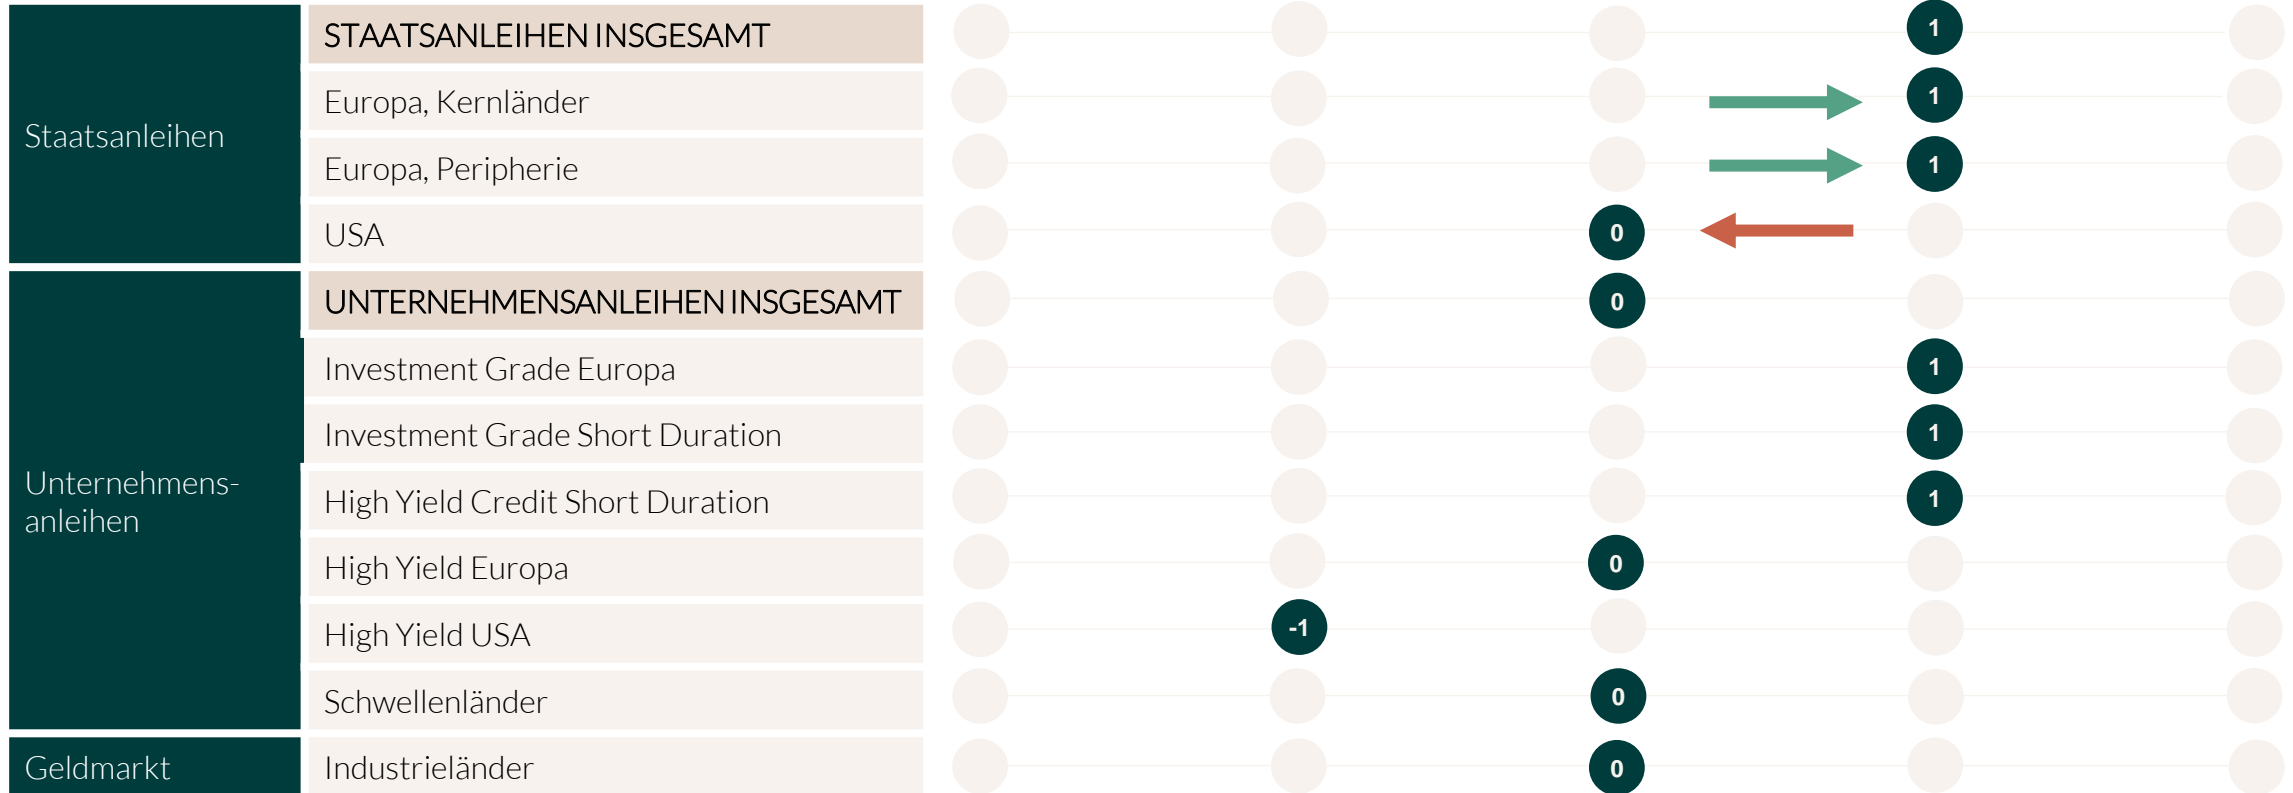 STAATSANLEIHEN INSGESAMT 1
Europa, Kernländer 1
Staatsanleihen
Europa, Peripherie 1
USA 0
UNTERNEHMENSANLEIHEN INSGESAMT 0
Investment Grade Europa 1
Investment Grade Short Duration 1
Unternehmens-
anleihen
High Yield Credit Short Duration 1
High Yield Europa 0
High Yield USA -1
Schwellenländer 0
Geldmarkt Industrieländer 0